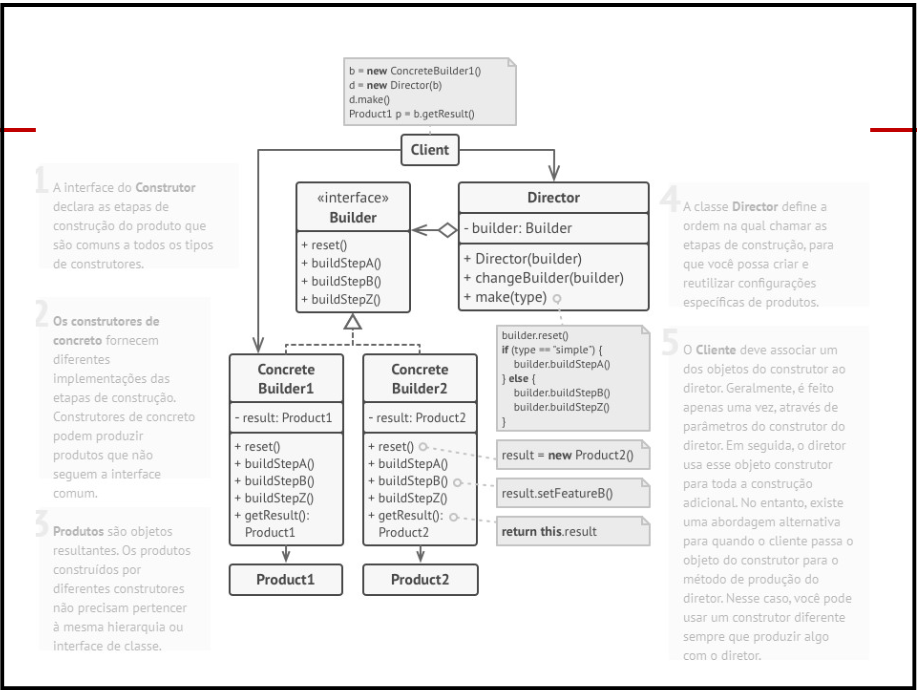 b = new ConcreteBuilder1()
d = new Director(b)
d.make()
Product1 p = b.getResult()
Client
1
A interface do Construtor
declara as etapas de
construção do produto que
são comuns a todos os tipos
de construtores.
2
Os construtores de
concreto fornecem
diferentes
implementações das
etapas de construção.
Construtores de concreto
podem produzir
produtos que não
seguem a interface
comum.
3
Produtos são objetos
resultantes. Os produtos
construídos por
diferentes construtores
não precisam pertencer
à mesma hierarquia ou
interface de classe.
«interface»
Builder
+ reset()
+ buildStepA()
+ buildStepB()
+ buildStepZ()
Director
- builder: Builder
+ Director(builder)
+ changeBuilder(builder)
+ make(type)
builder.reset()
if (type == "simple") {
builder.buildStepA()
} else {
builder.buildStepB()
builder.buildStepZ()
}
Concrete
Builder1
- result: Product1
+ reset()
+ buildStepA()
+ buildStepB()
+ buildStepZ()
+ getResult():
Product1
Product1
Concrete
Builder2
- result: Product2
+ reset()
+ buildStepA()
+ buildStepB()
+ buildStepZ()
+ getResult():
Product2
Product2
result = new Product2()
result.setFeatureB()
return this.result
4
A classe Director define a
ordem na qual chamar as
etapas de construção, para
que você possa criar e
reutilizar configurações
específicas de produtos.
5
O Cliente deve associar um
dos objetos do construtor ao
diretor. Geralmente, é feito
apenas uma vez, através de
parâmetros do construtor do
diretor. Em seguida, o diretor
usa esse objeto construtor
para toda a construção
adicional. No entanto, existe
uma abordagem alternativa
para quando o cliente passa o
objeto do construtor para o
método de produção do
diretor. Nesse caso, você pode
usar um construtor diferente
sempre que produzir algo
com o diretor.